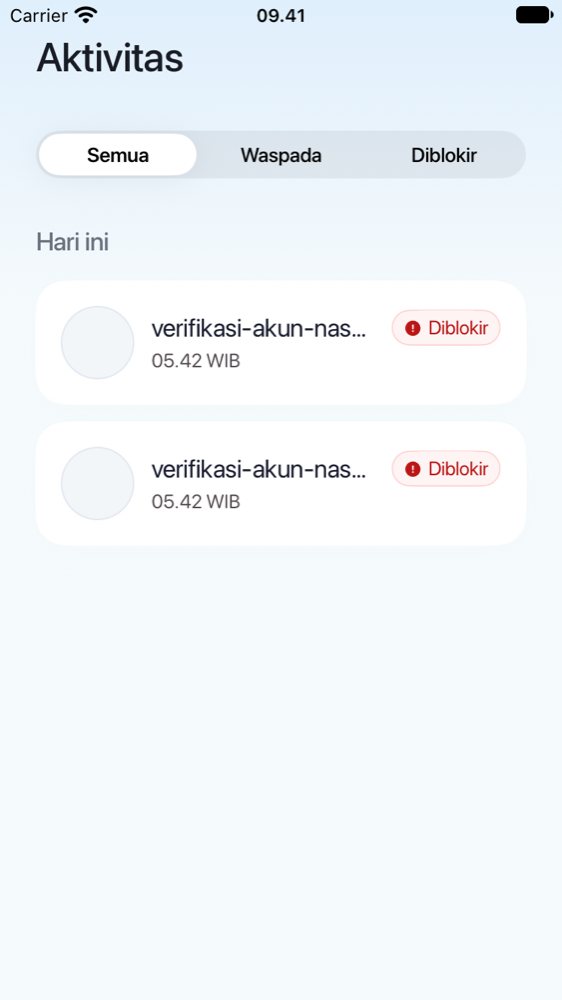 Carrier 09.41
Aktivitas
Semua Waspada Diblokir
Hari ini
verifikasi-akun-nas... Diblokir
05.42 WIB
verifikasi-akun-nas... Diblokir
05.42 WIB